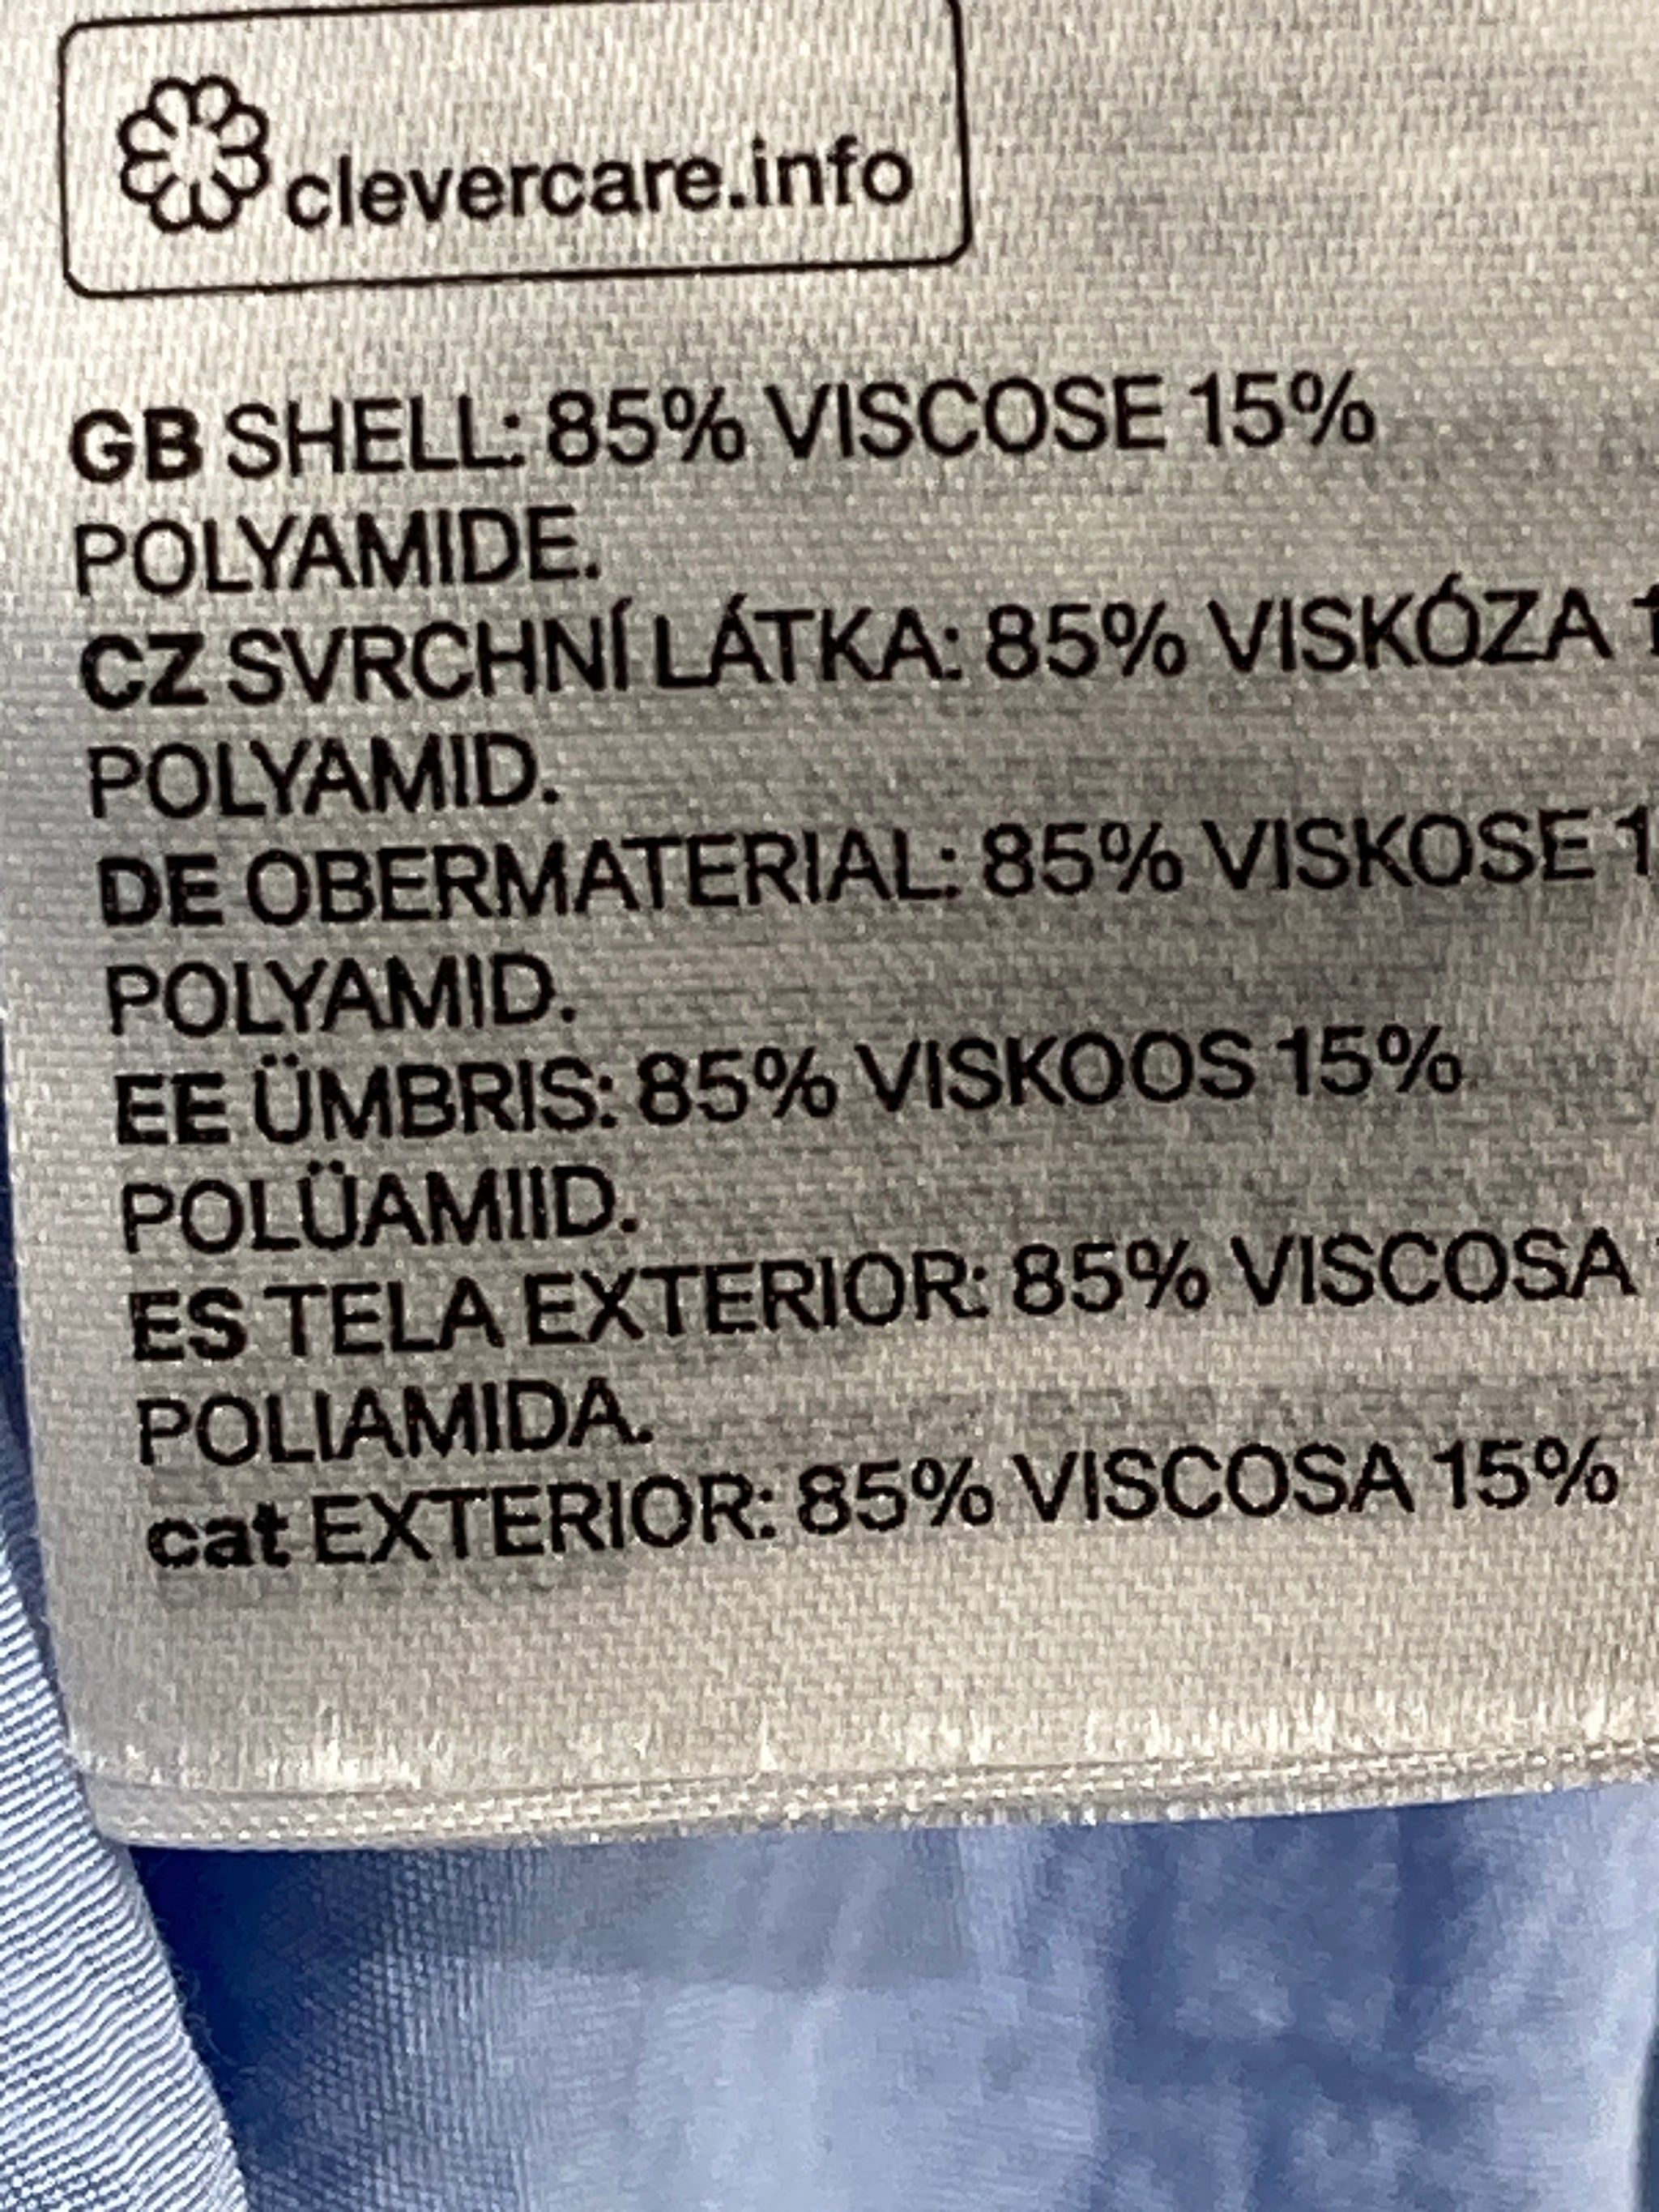 clevercare.info
GB SHELL: 85% VISCOSE 15%
POLYAMIDE.
CZ SVRCHNÍ LÁTKA: 85% VISKÓZA
POLYAMID.
DE OBERMATERIAL: 85% VISKOSE
POLYAMID.
EE ÜMBRIS: 85% VISKOOS 15%
POLÜAMIID.
ES TELA EXTERIOR: 85% VISCOSA
POLIAMIDA.
cat EXTERIOR: 85% VISCOSA 15%